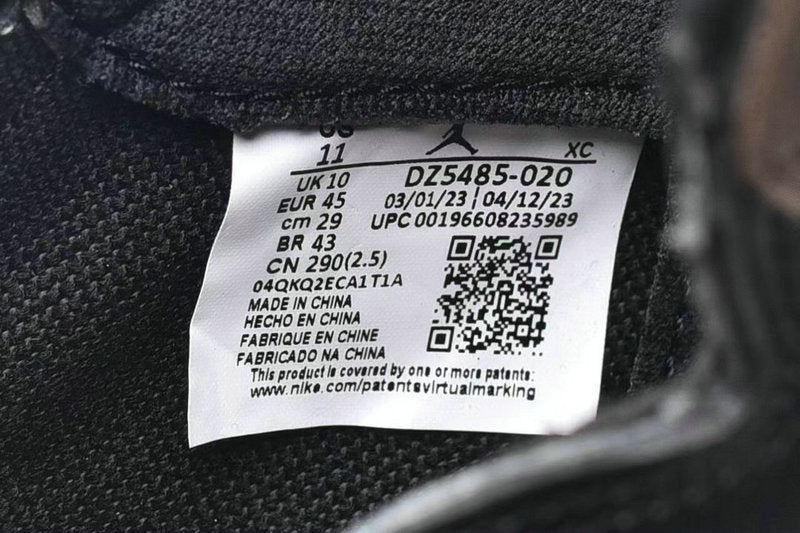 US
11
XC
UK 10
DZ5485-020
EUR 45
03/01/23 | 04/12/23
cm 29
UPC 00196608235989
BR 43
CN 290(2.5)
04QKQ2ECA1T1A
MADE IN CHINA
HECHO EN CHINA
FABRIQUE EN CHINE
FABRICADO NA CHINA
This product is covered by one or more patents:
www.nike.com/patentsvirtualmarking